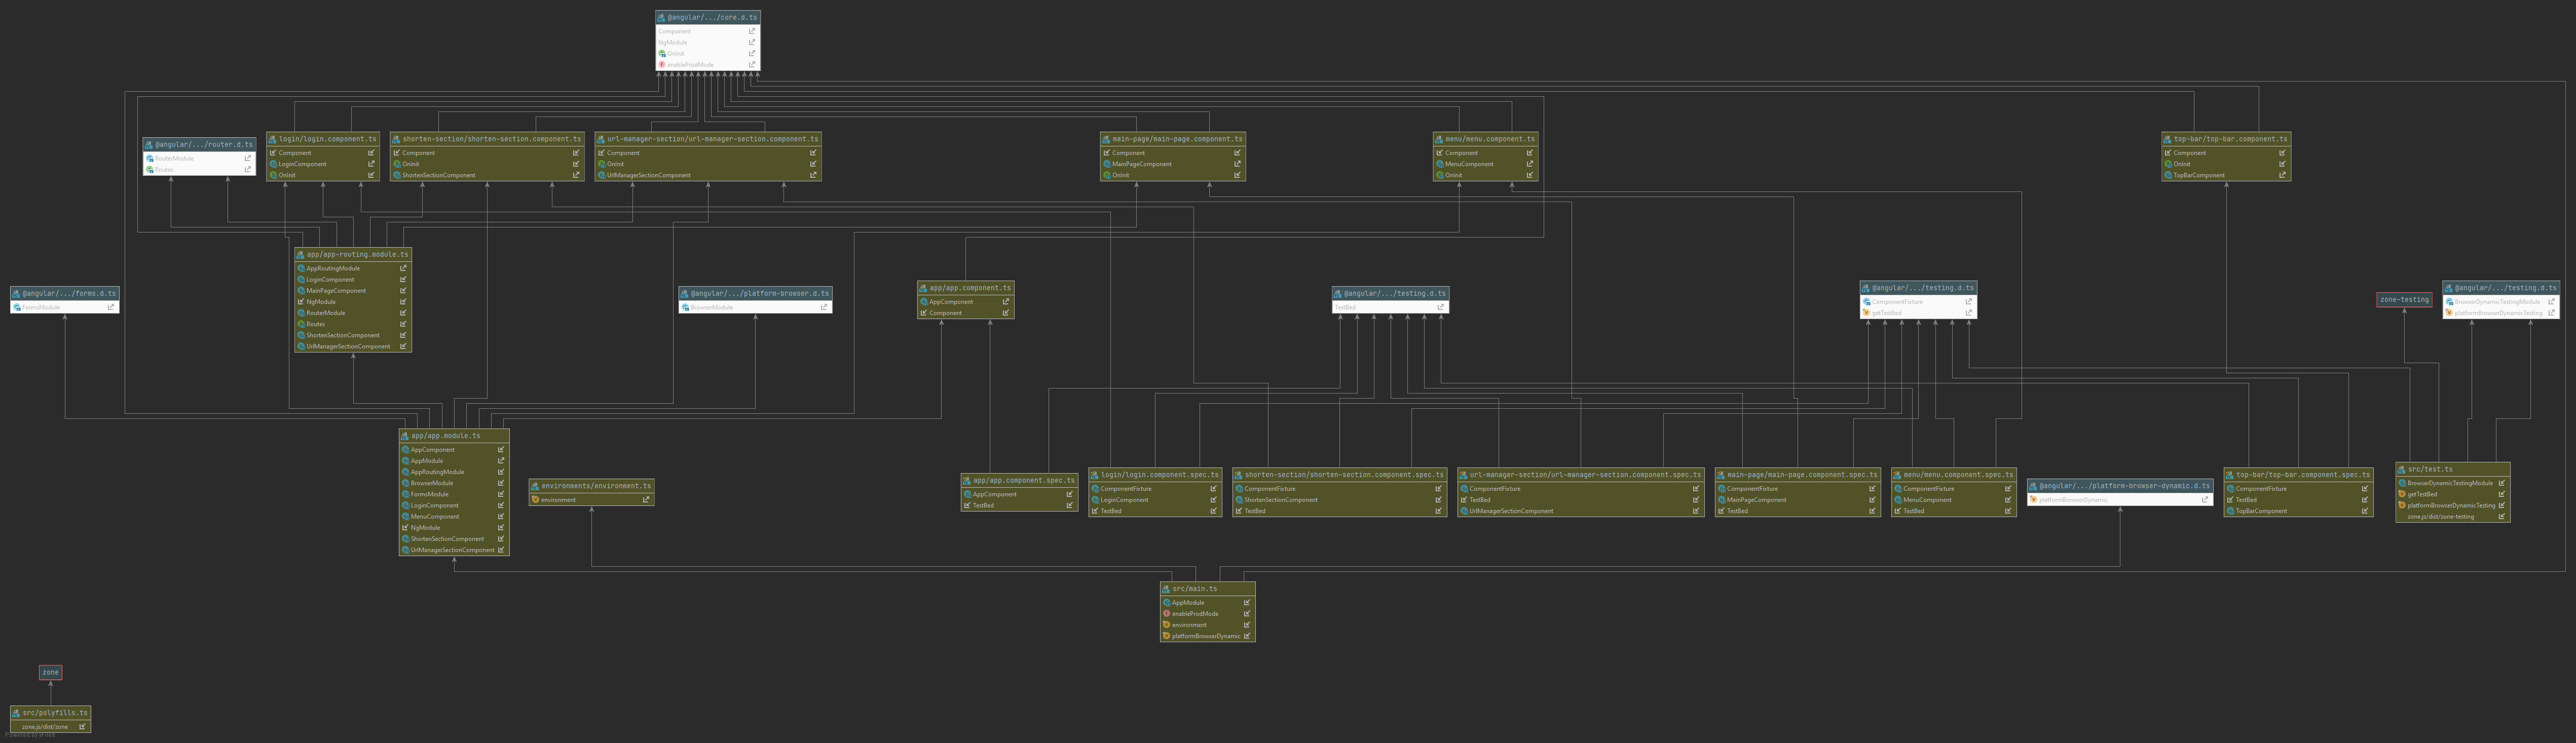 @angular/.../core.d.ts
Component
NgModule
OnInit
enableProdMode
@angular/.../router.d.ts
RouterModule
Routes
login/login.component.ts
Component
LoginComponent
OnInit
shorten-section/shorten-section.component.ts
Component
OnInit
ShortenSectionComponent
url-manager-section/url-manager-section.component.ts
Component
OnInit
UrlManagerSectionComponent
main-page/main-page.component.ts
Component
MainPageComponent
OnInit
menu/menu.component.ts
Component
MenuComponent
OnInit
top-bar/top-bar.component.ts
Component
OnInit
TopBarComponent
app/app-routing.module.ts
AppRoutingModule
LoginComponent
MainPageComponent
NgModule
RouterModule
Routes
ShortenSectionComponent
UrlManagerSectionComponent
@angular/.../forms.d.ts
FormsModule
@angular/.../platform-browser.d.ts
BrowserModule
app/app.component.ts
AppComponent
Component
@angular/.../testing.d.ts
TestBed
@angular/.../testing.d.ts
ComponentFixture
getTestBed
zone-testing
@angular/.../testing.d.ts
BrowserDynamicTestingModule
platformBrowserDynamicTesting
app/app.module.ts
AppComponent
AppModule
AppRoutingModule
BrowserModule
FormsModule
LoginComponent
MenuComponent
NgModule
ShortenSectionComponent
UrlManagerSectionComponent
environments/environment.ts
environment
app/app.component.spec.ts
AppComponent
TestBed
login/login.component.spec.ts
ComponentFixture
LoginComponent
TestBed
shorten-section/shorten-section.component.spec.ts
ComponentFixture
ShortenSectionComponent
TestBed
url-manager-section/url-manager-section.component.spec.ts
ComponentFixture
TestBed
UrlManagerSectionComponent
main-page/main-page.component.spec.ts
ComponentFixture
MainPageComponent
TestBed
menu/menu.component.spec.ts
ComponentFixture
MenuComponent
TestBed
@angular/.../platform-browser-dynamic.d.ts
platformBrowserDynamic
top-bar/top-bar.component.spec.ts
ComponentFixture
TestBed
TopBarComponent
src/test.ts
BrowserDynamicTestingModule
getTestBed
platformBrowserDynamicTesting
zone.js/dist/zone-testing
src/main.ts
AppModule
enableProdMode
environment
platformBrowserDynamic
zone
src/polyfills.ts
zone.js/dist/zone
Powered by yFiles